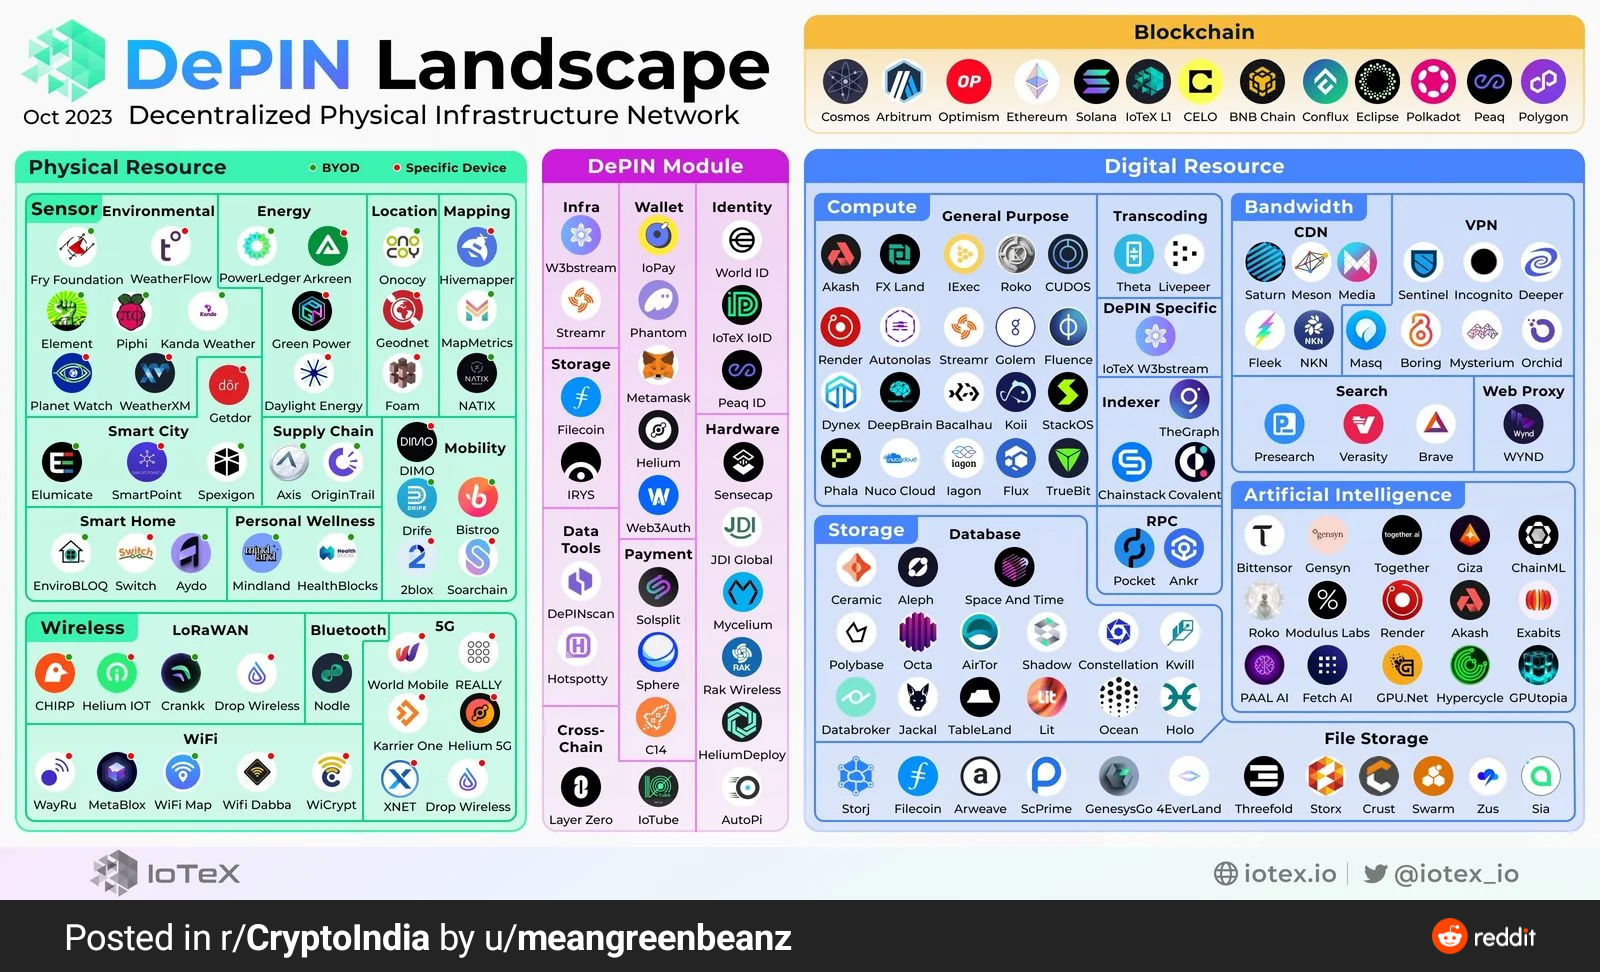 DePIN Landscape
Oct 2023 Decentralized Physical Infrastructure Network
Blockchain
Cosmos Arbitrum Optimism Ethereum Solana IoTeX L1 CELO BNB Chain Conflux Eclipse Polkadot Peaq Polygon
Physical Resource
BYOD Specific Device
Sensor
Environmental
Fry Foundation WeatherFlow
Element Piphi Kanda Weather
Planet Watch WeatherXM
Energy
PowerLedger Arkreen
Green Power
Daylight Energy
Location
Onocoy
Geodnet
Foam
Mapping
Hivemapper
MapMetrics
NATIX
Getdor
Smart City
Elumicate SmartPoint Spexigon
Supply Chain
Axis OriginTrail
Mobility
DIMO
Drife Bistroo
2blox Soarchain
Smart Home
EnviroBLOQ Switch Aydo
Personal Wellness
Mindland HealthBlocks
Wireless
LoRaWAN
CHIRP Helium IOT Crankk Drop Wireless
Bluetooth
Nodle
5G
World Mobile REALLY
Karrier One Helium 5G
XNET Drop Wireless
WiFi
WayRu MetaBlox WiFi Map Wifi Dabba WiCrypt
DePIN Module
Infra
W3bstream
Streamr
Storage
Filecoin
IRYS
Data
Tools
DePINscan
Hotspotty
Cross-
Chain
Layer Zero
Wallet
IoPay
Phantom
Metamask
Helium
Web3Auth
Payment
Solsplit
Sphere
C14
IoTube
Identity
World ID
IoTeX IoID
Peaq ID
Hardware
Sensecap
JDI Global
Mycelium
Rak Wireless
HeliumDeploy
AutoPi
Digital Resource
Compute
General Purpose
Akash FX Land IExec Roko CUDOS
Render Autonolas Streamr Golem Fluence
Dynex DeepBrain Bacalhau Koii StackOS
Phala Nuco Cloud Iagon Flux TrueBit
Transcoding
Theta Livepeer
DePIN Specific
IoTeX W3bstream
Indexer
TheGraph
Chainstack Covalent
RPC
Pocket Ankr
Storage
Database
Ceramic Aleph Space And Time
Polybase Octa AirTor Shadow Constellation Kwill
Databroker Jackal TableLand Lit Ocean Holo
File Storage
Storj Filecoin Arweave ScPrime GenesysGo 4EverLand Threefold Storx Crust Swarm Zus Sia
Bandwidth
CDN
Saturn Meson Media
Fleek NKN
VPN
Sentinel Incognito Deeper
Masq Boring Mysterium Orchid
Search
Presearch Verasity Brave
Web Proxy
WYND
Artificial Intelligence
Bittensor Gensyn Together Giza ChainML
Roko Modulus Labs Render Akash Exabits
PAAL AI Fetch AI GPU.Net Hypercycle GPUtopia
IoTeX
iotex.io | @iotex_io
Posted in r/CryptoIndia by u/meangreenbeanz
reddit